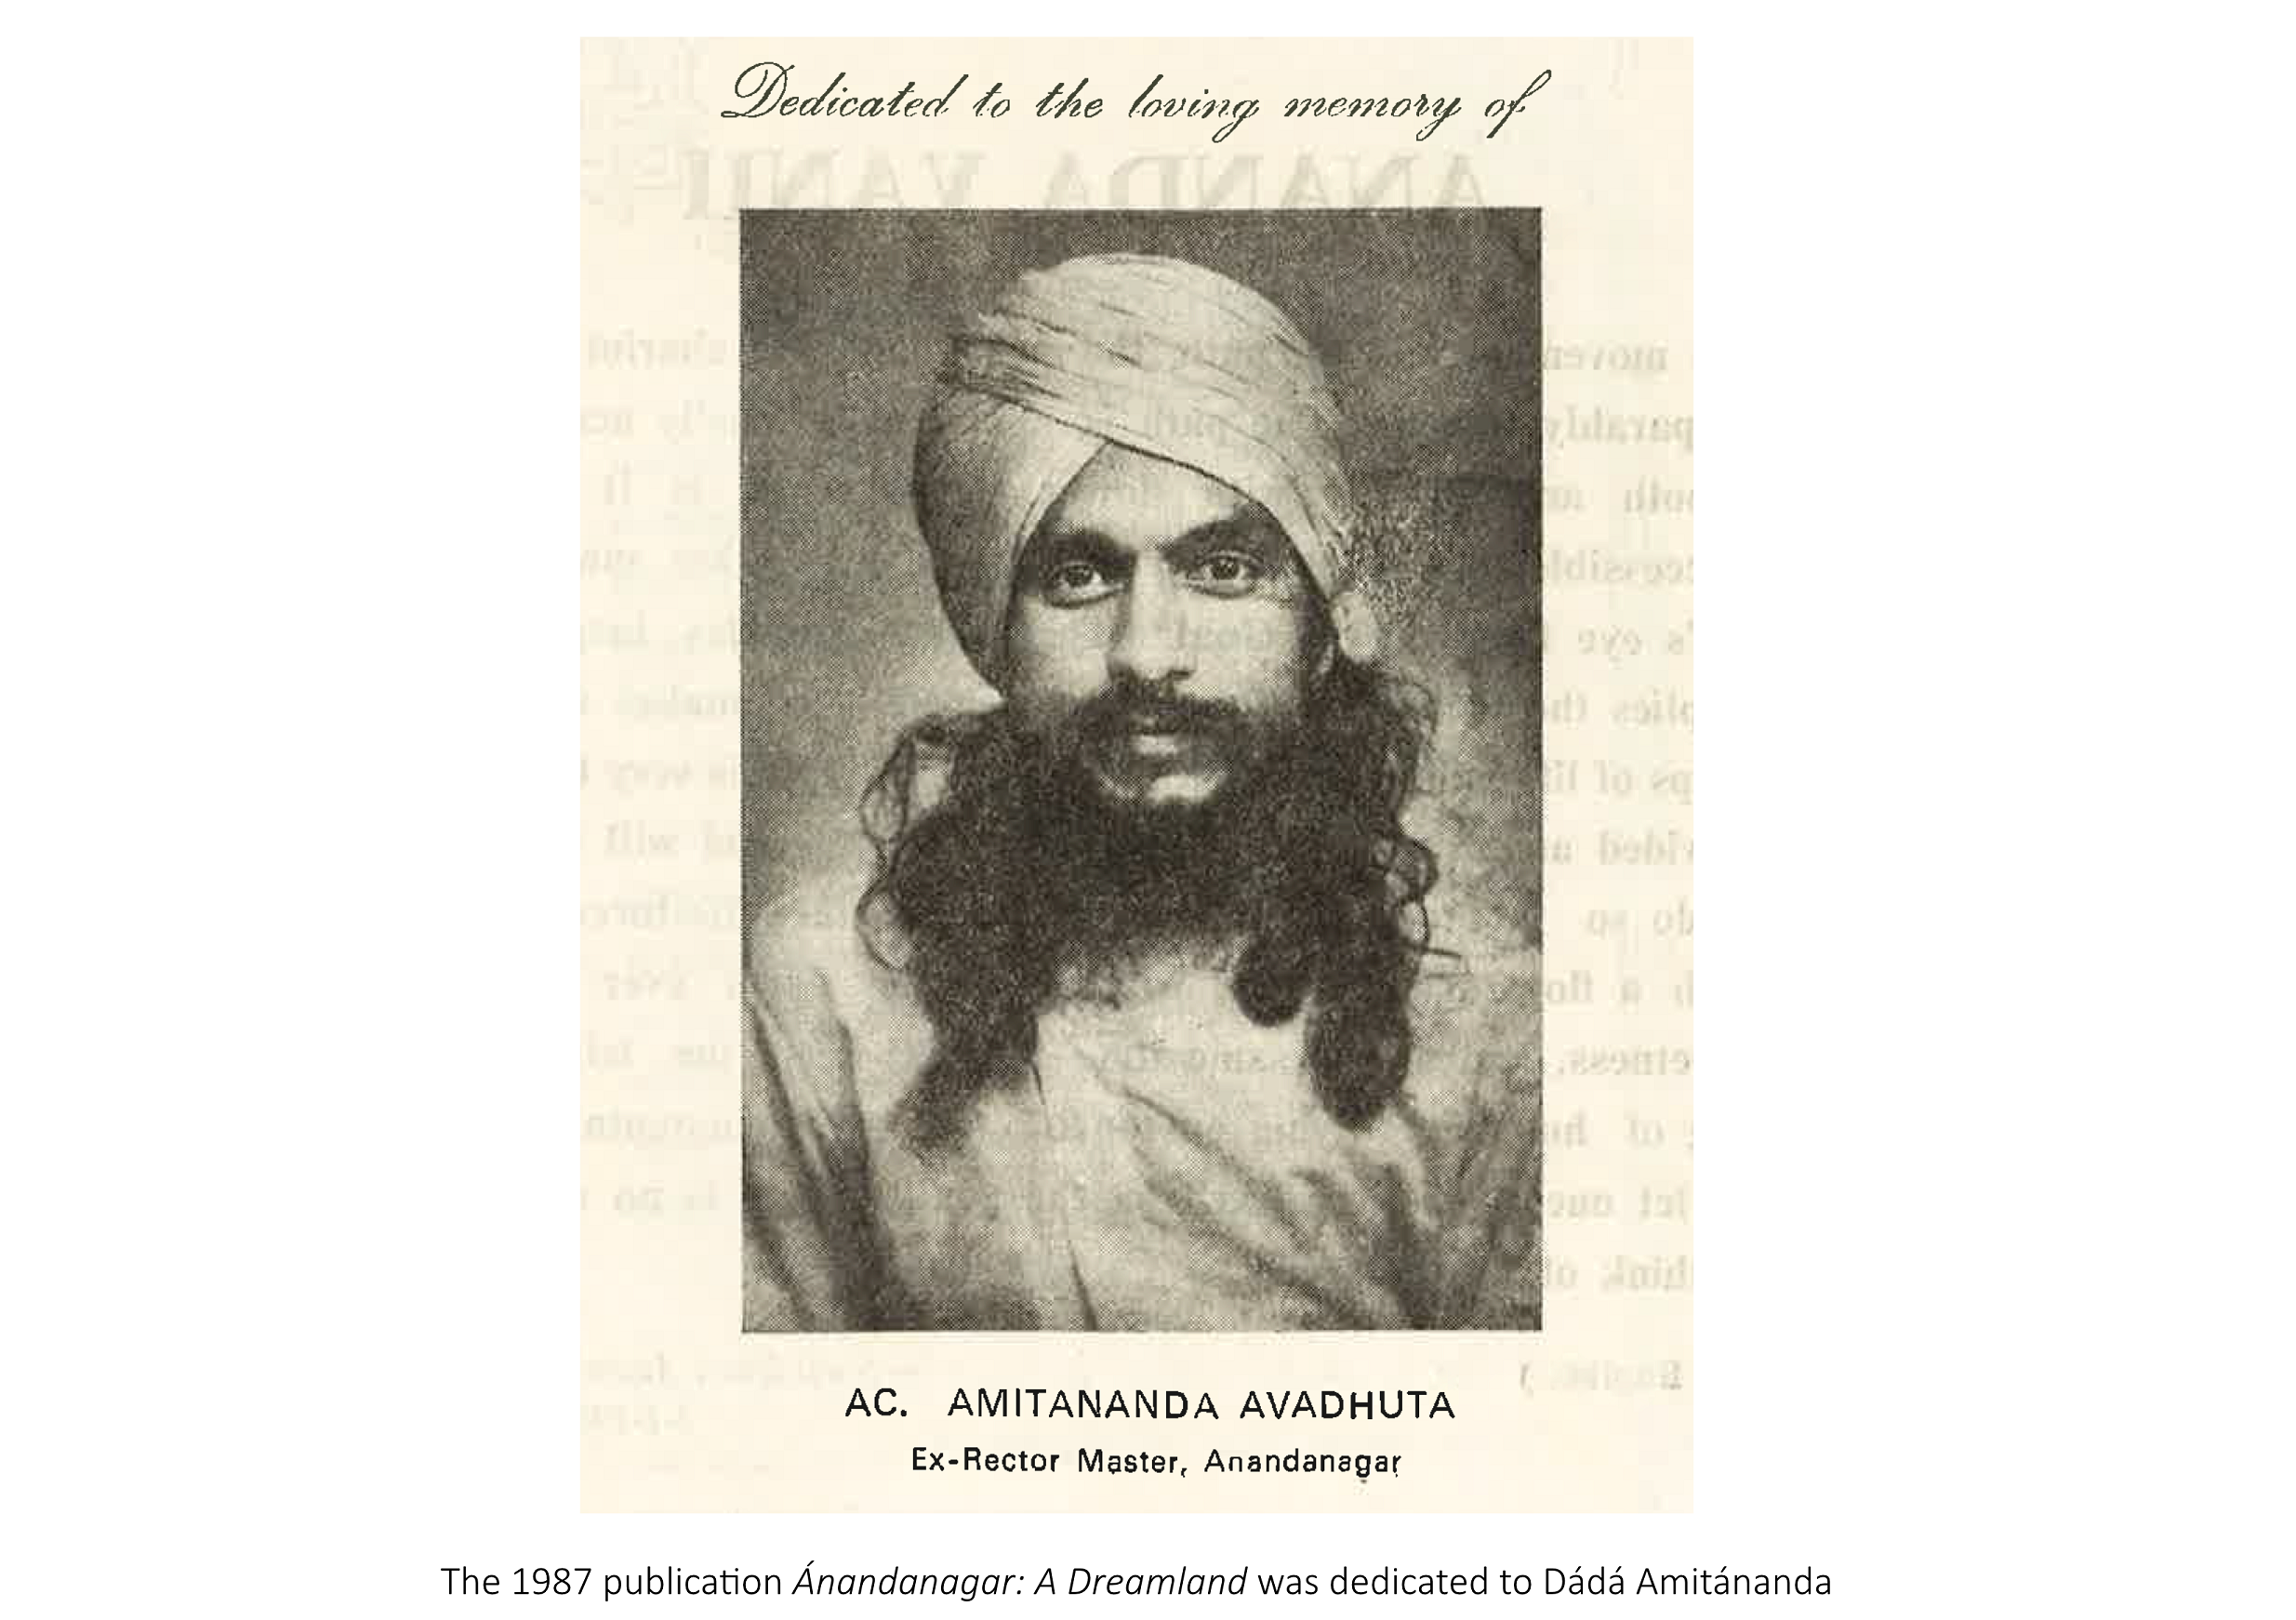 Dedicated to the loving memory of
AC. AMITANANDA AVADHUTA
Ex-Rector Master, Anandanagar
The 1987 publication Ánandanagar: A Dreamland was dedicated to Dádá Amitánanda